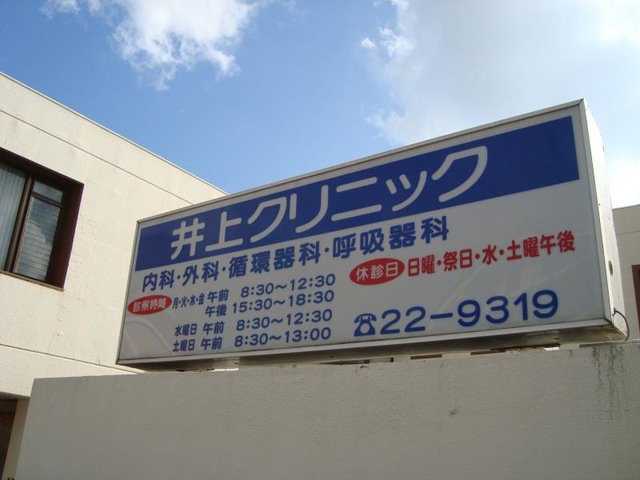 井上クリニック
内科・外科・循環器科・呼吸器科
診察時間 月・火・木・金 午前 8:30～12:30
午後 15:30～18:30
水曜日 午前 8:30～12:30
土曜日 午前 8:30～13:00
休診日 日曜・祭日・水・土曜午後
☎22-9319